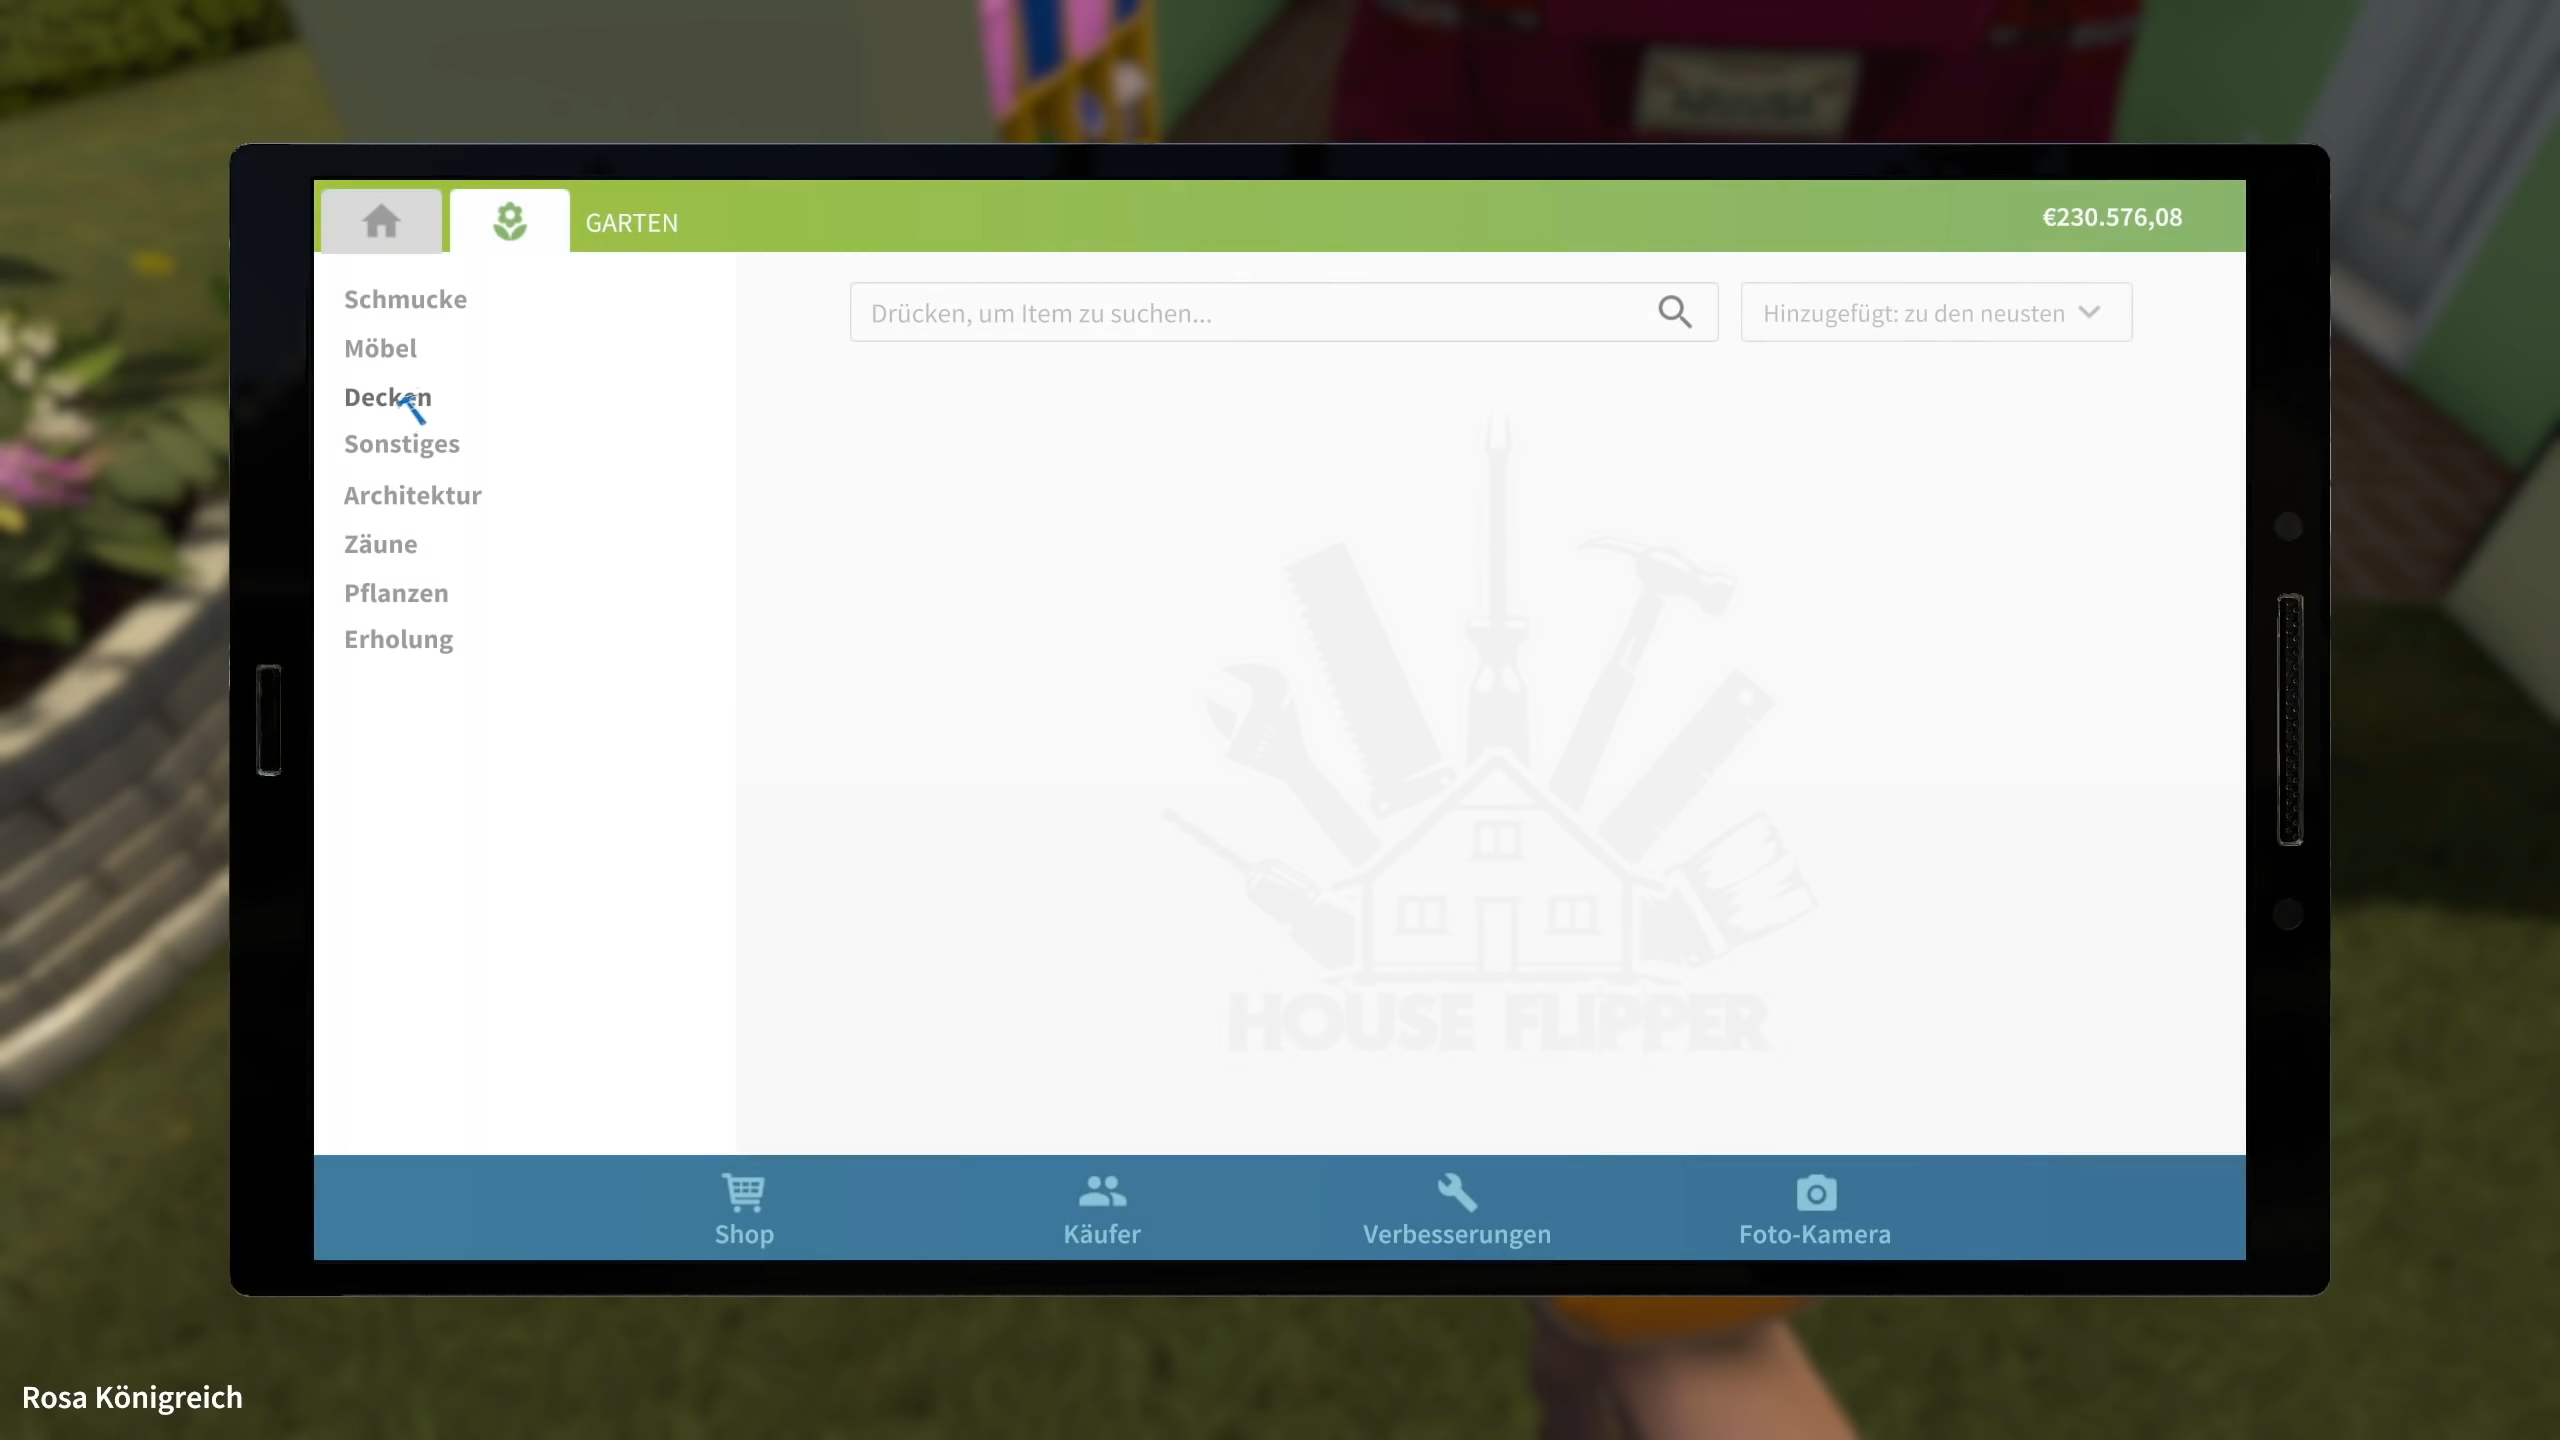 GARTEN
€230.576,08
Schmucke
Möbel
Decken
Sonstiges
Architektur
Zäune
Pflanzen
Erholung
Drücken, um Item zu suchen...
Hinzugefügt: zu den neusten
HOUSE FLIPPER
Shop
Käufer
Verbesserungen
Foto-Kamera
Rosa Königreich